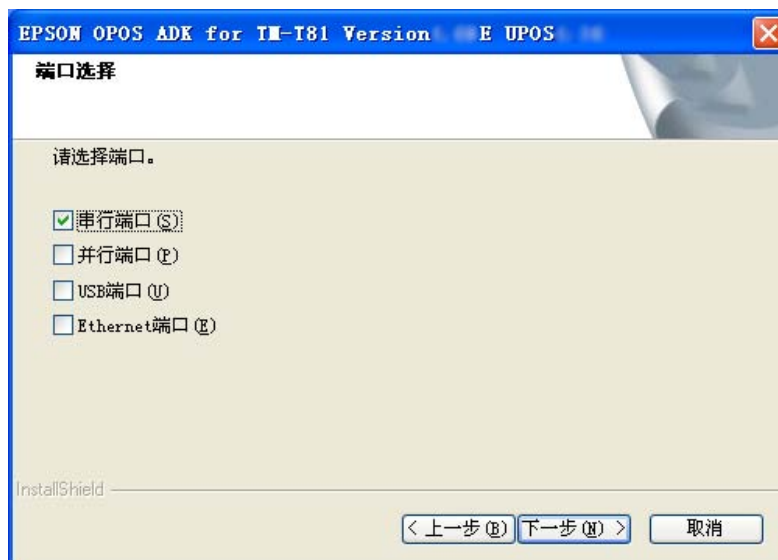 EPSON OPOS ADK for TM-T81 Version E UPOS
端口选择
请选择端口。
串行端口(S)
并行端口(P)
USB端口(U)
Ethernet端口(E)
InstallShield
< 上一步(B) 下一步(N) > 取消